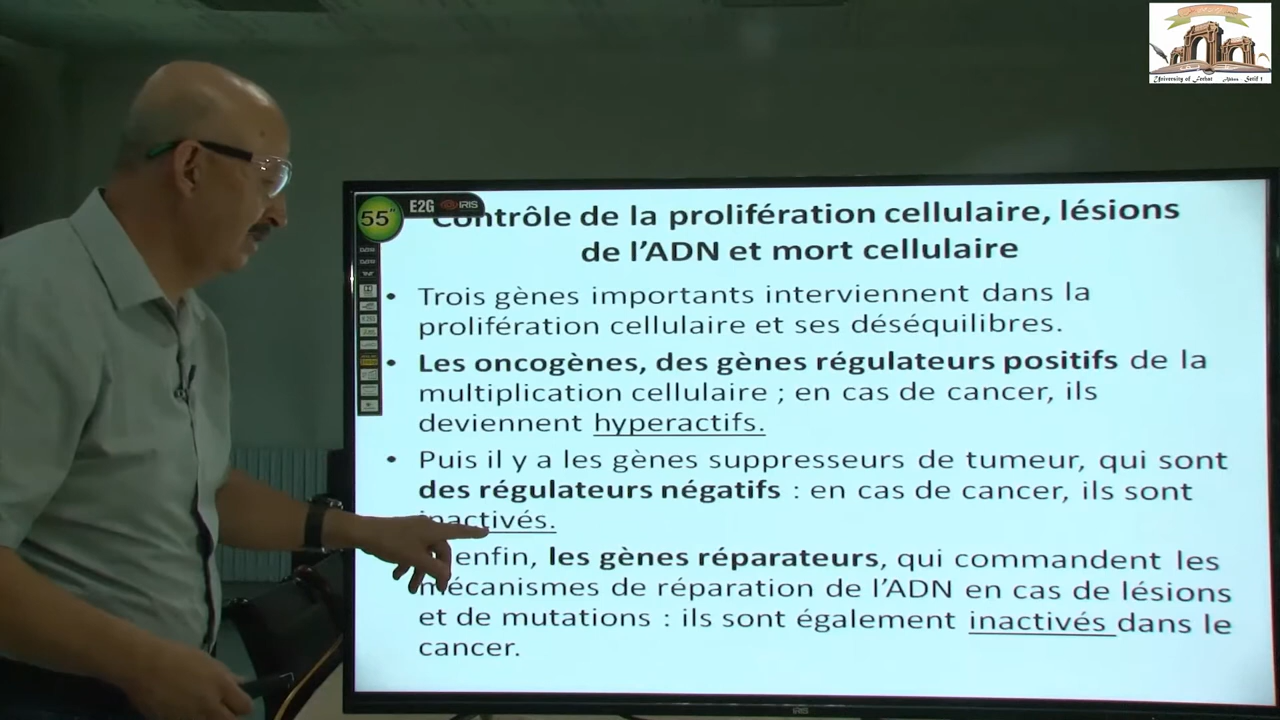 University of Ferhat Abbas Setif 1
55"
E2G IRIS
Contrôle de la prolifération cellulaire, lésions
de l'ADN et mort cellulaire
• Trois gènes importants interviennent dans la
prolifération cellulaire et ses déséquilibres.
• Les oncogènes, des gènes régulateurs positifs de la
multiplication cellulaire ; en cas de cancer, ils
deviennent hyperactifs.
• Puis il y a les gènes suppresseurs de tumeur, qui sont
des régulateurs négatifs : en cas de cancer, ils sont
inactivés.
enfin, les gènes réparateurs, qui commandent les
mécanismes de réparation de l'ADN en cas de lésions
et de mutations : ils sont également inactivés dans le
cancer.
IRIS